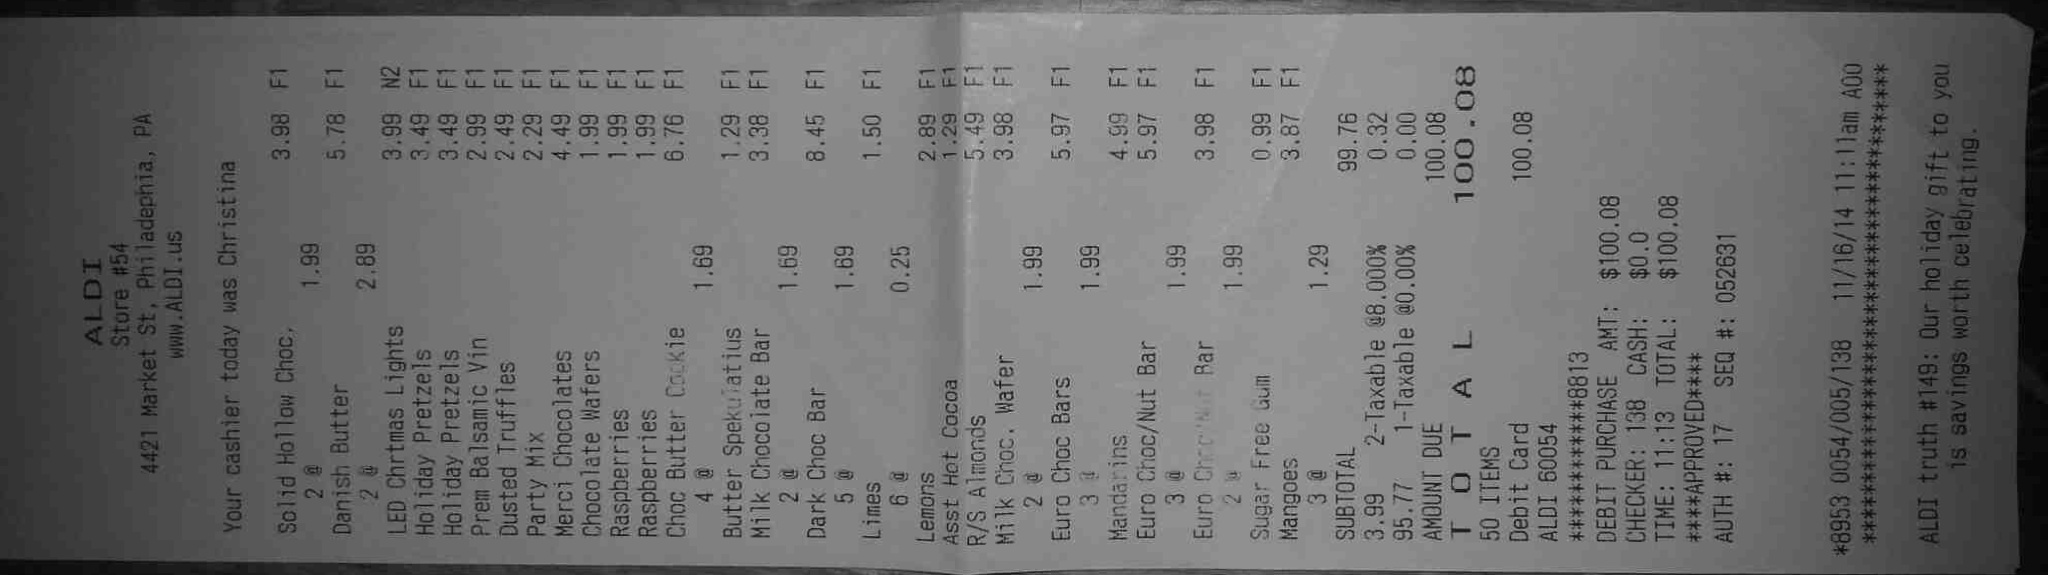 ALDI
Store #54
4421 Market St, Philadephia, PA
www.ALDI.us
Your cashier today was Christina
Solid Hollow Choc, 3.98 F1
2 @ 1.99
Danish Butter 5.78 F1
2 @ 2.89
LED Chrtmas Lights 3.99 N2
Holiday Pretzels 3.49 F1
Holiday Pretzels 3.49 F1
Prem Balsamic Vin 2.99 F1
Dusted Truffles 2.49 F1
Party Mix 2.29 F1
Merci Chocolates 4.49 F1
Chocolate Wafers 1.99 F1
Raspberries 1.99 F1
Raspberries 1.99 F1
Choc Butter Cookie 6.76 F1
4 @ 1.69
Butter Spekulatius 1.29 F1
Milk Chocolate Bar 3.38 F1
2 @ 1.69
Dark Choc Bar 8.45 F1
5 @ 1.69
Limes 1.50 F1
6 @ 0.25
Lemons 2.89 F1
Asst Hot Cocoa 1.29 F1
R/S Almonds 5.49 F1
Milk Choc. Wafer 3.98 F1
2 @ 1.99
Euro Choc Bars 5.97 F1
3 @ 1.99
Mandarins 4.99 F1
Euro Choc/Nut Bar 5.97 F1
3 @ 1.99
Euro Choc/Nut Bar 3.98 F1
2 @ 1.99
Sugar Free Gum 0.99 F1
Mangoes 3.87 F1
3 @ 1.29
SUBTOTAL 99.76
3.99 2-Taxable @8.000% 0.32
95.77 1-Taxable @0.00% 0.00
AMOUNT DUE 100.08
T O T A L 100.08
50 ITEMS
Debit Card 100.08
ALDI 60054
************8813
DEBIT PURCHASE AMT: $100.08
CHECKER: 138 CASH: $0.0
TIME: 11:13 TOTAL: $100.08
****APPROVED****
AUTH #: 17 SEQ #: 052631
*8953 0054/005/138 11/16/14 11:11am A00
****************************************
ALDI truth #149: Our holiday gift to you
is savings worth celebrating.